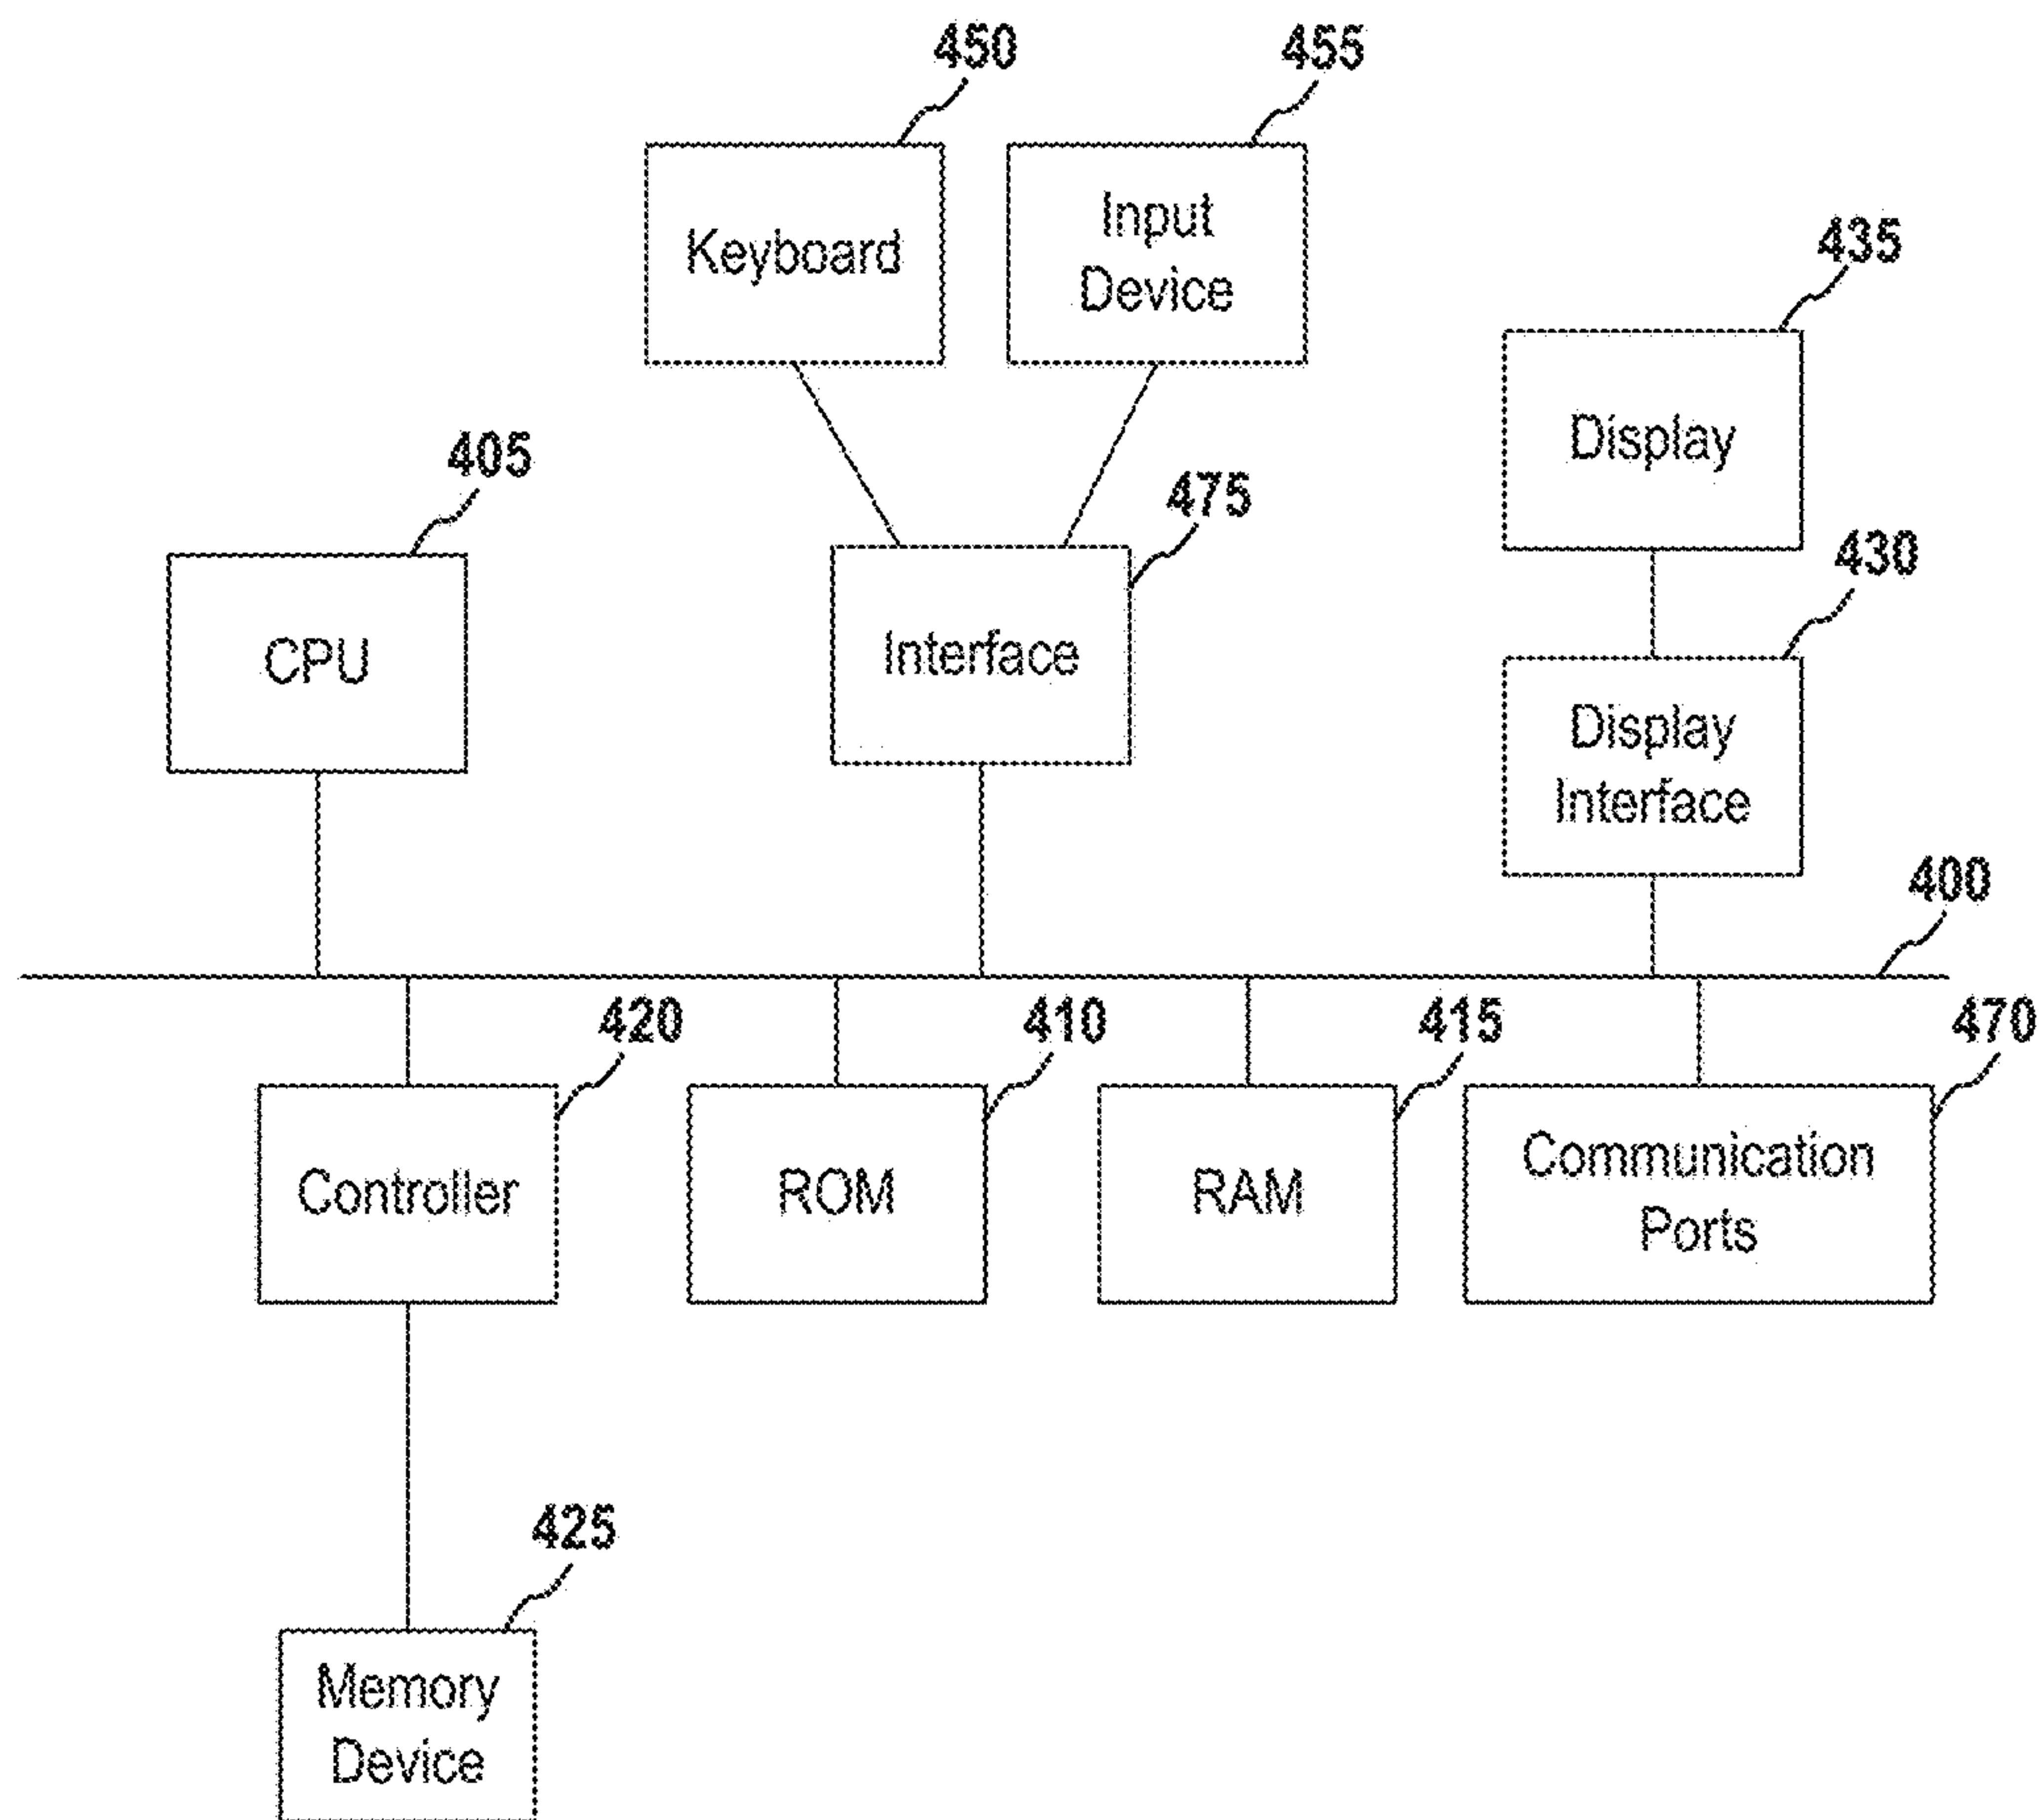 450
455
Keyboard
Input
Device
435
Display
405
475
430
CPU
Interface
Display
Interface
400
420
410
415
470
Controller
ROM
RAM
Communication
Ports
425
Memory
Device